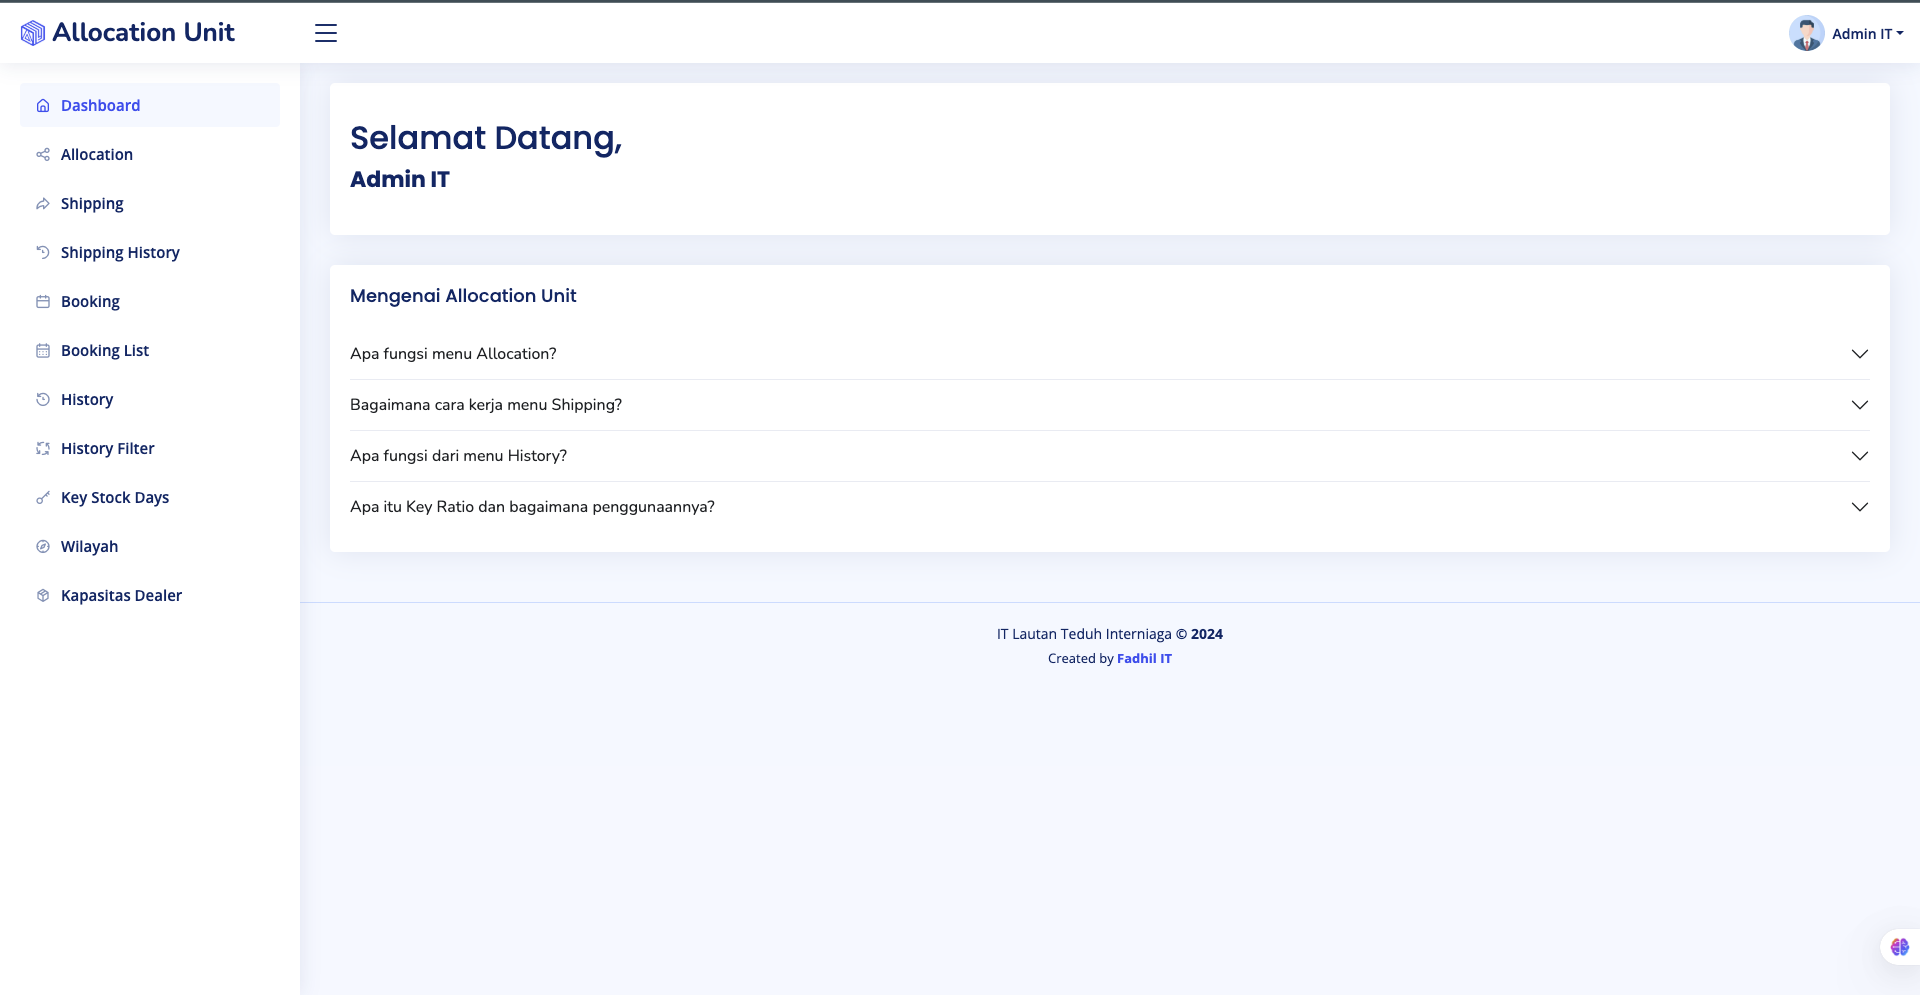 Allocation Unit
Admin IT
Dashboard
Allocation
Shipping
Shipping History
Booking
Booking List
History
History Filter
Key Stock Days
Wilayah
Kapasitas Dealer
Selamat Datang,
Admin IT
Mengenai Allocation Unit
Apa fungsi menu Allocation?
Bagaimana cara kerja menu Shipping?
Apa fungsi dari menu History?
Apa itu Key Ratio dan bagaimana penggunaannya?
IT Lautan Teduh Interniaga © 2024
Created by Fadhil IT